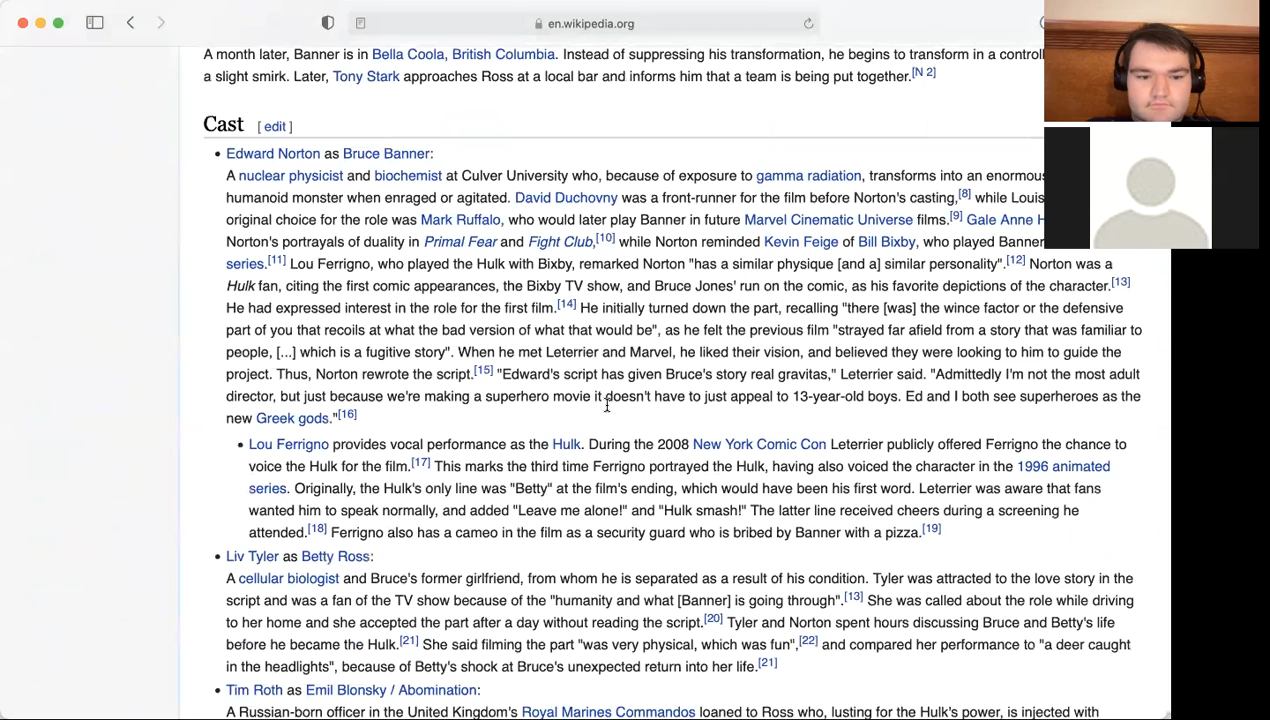 en.wikipedia.org
A month later, Banner is in Bella Coola, British Columbia. Instead of suppressing his transformation, he begins to transform in a
a slight smirk. Later, Tony Stark approaches Ross at a local bar and informs him that a team is being put together.[N 2]
Cast [ edit ]
• Edward Norton as Bruce Banner:
A nuclear physicist and biochemist at Culver University who, because of exposure to gamma radiation, transforms into an
humanoid monster when enraged or agitated. David Duchovny was a front-runner for the film before Norton's casting,[8] while Louis
original choice for the role was Mark Ruffalo, who would later play Banner in future Marvel Cinematic Universe films.[9] Gale Anne
Norton's portrayals of duality in Primal Fear and Fight Club,[10] while Norton reminded Kevin Feige of Bill Bixby, who played Banner
series.[11] Lou Ferrigno, who played the Hulk with Bixby, remarked Norton "has a similar physique [and a] similar personality".[12] Norton was a
Hulk fan, citing the first comic appearances, the Bixby TV show, and Bruce Jones' run on the comic, as his favorite depictions of the character.[13]
He had expressed interest in the role for the first film.[14] He initially turned down the part, recalling "there [was] the wince factor or the defensive
part of you that recoils at what the bad version of what that would be", as he felt the previous film "strayed far afield from a story that was familiar to
people, [...] which is a fugitive story". When he met Leterrier and Marvel, he liked their vision, and believed they were looking to him to guide the
project. Thus, Norton rewrote the script.[15] "Edward's script has given Bruce's story real gravitas," Leterrier said. "Admittedly I'm not the most adult
director, but just because we're making a superhero movie it doesn't have to just appeal to 13-year-old boys. Ed and I both see superheroes as the
new Greek gods."[16]
• Lou Ferrigno provides vocal performance as the Hulk. During the 2008 New York Comic Con Leterrier publicly offered Ferrigno the chance to
voice the Hulk for the film.[17] This marks the third time Ferrigno portrayed the Hulk, having also voiced the character in the 1996 animated
series. Originally, the Hulk's only line was "Betty" at the film's ending, which would have been his first word. Leterrier was aware that fans
wanted him to speak normally, and added "Leave me alone!" and "Hulk smash!" The latter line received cheers during a screening he
attended.[18] Ferrigno also has a cameo in the film as a security guard who is bribed by Banner with a pizza.[19]
• Liv Tyler as Betty Ross:
A cellular biologist and Bruce's former girlfriend, from whom he is separated as a result of his condition. Tyler was attracted to the love story in the
script and was a fan of the TV show because of the "humanity and what [Banner] is going through".[13] She was called about the role while driving
to her home and she accepted the part after a day without reading the script.[20] Tyler and Norton spent hours discussing Bruce and Betty's life
before he became the Hulk.[21] She said filming the part "was very physical, which was fun",[22] and compared her performance to "a deer caught
in the headlights", because of Betty's shock at Bruce's unexpected return into her life.[21]
• Tim Roth as Emil Blonsky / Abomination:
A Russian-born officer in the United Kingdom's Royal Marines Commandos loaned to Ross who, lusting for the Hulk's power, is injected with